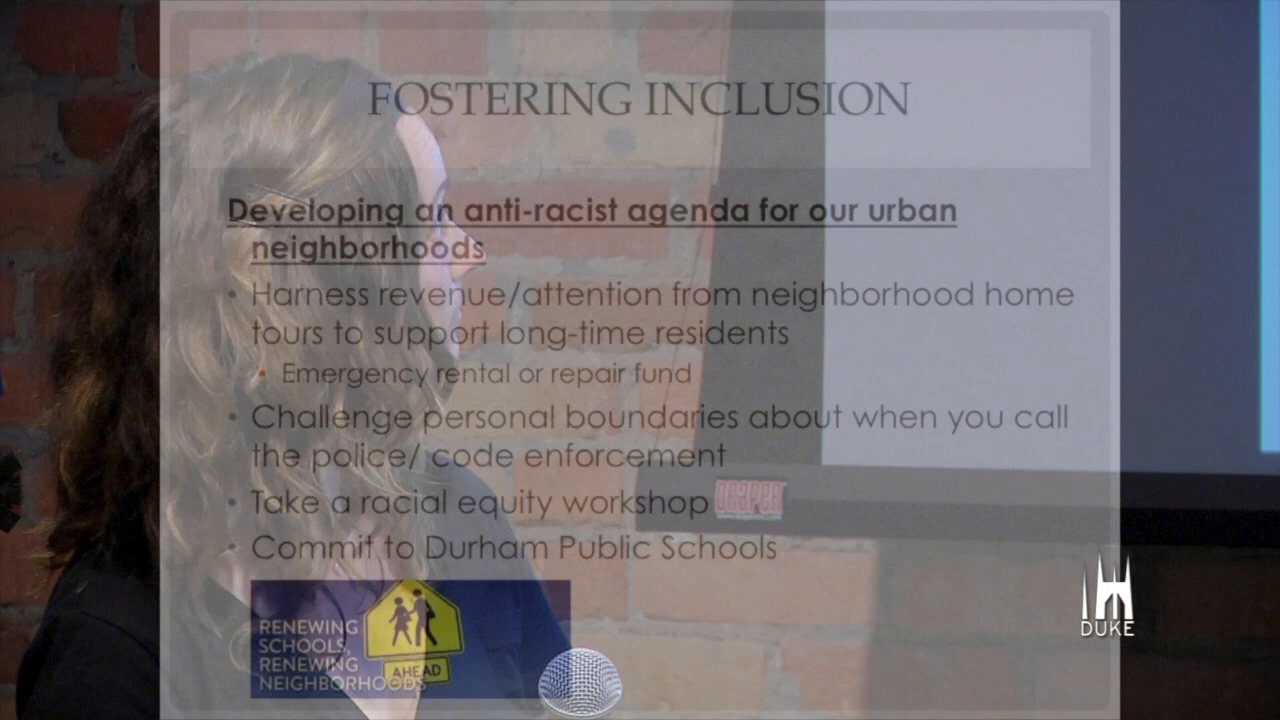 FOSTERING INCLUSION
Developing an anti-racist agenda for our urban
neighborhoods
• Harness revenue/attention from neighborhood home
tours to support long-time residents
• Emergency rental or repair fund
• Challenge personal boundaries about when you call
the police/ code enforcement
• Take a racial equity workshop
DRAPER
• Commit to Durham Public Schools
RENEWING
SCHOOLS,
RENEWING
NEIGHBORHOODS
AHEAD
DUKE